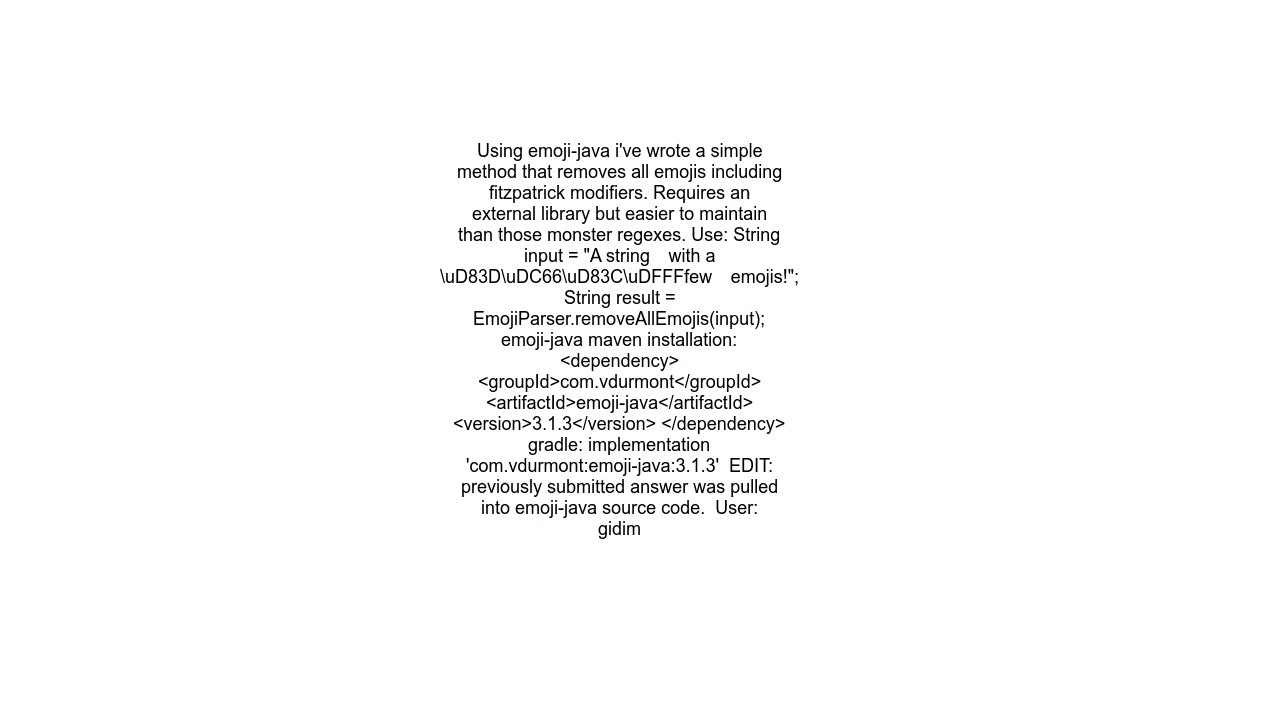 Using emoji-java i've wrote a simple
method that removes all emojis including
fitzpatrick modifiers. Requires an
external library but easier to maintain
than those monster regexes. Use: String
input = "A string    with a
\uD83D\uDC66\uD83C\uDFFFfew    emojis!";
String result =
EmojiParser.removeAllEmojis(input);
emoji-java maven installation:
<dependency>
<groupId>com.vdurmont</groupId>
<artifactId>emoji-java</artifactId>
<version>3.1.3</version> </dependency>
gradle: implementation
'com.vdurmont:emoji-java:3.1.3'  EDIT:
previously submitted answer was pulled
into emoji-java source code.  User:
gidim